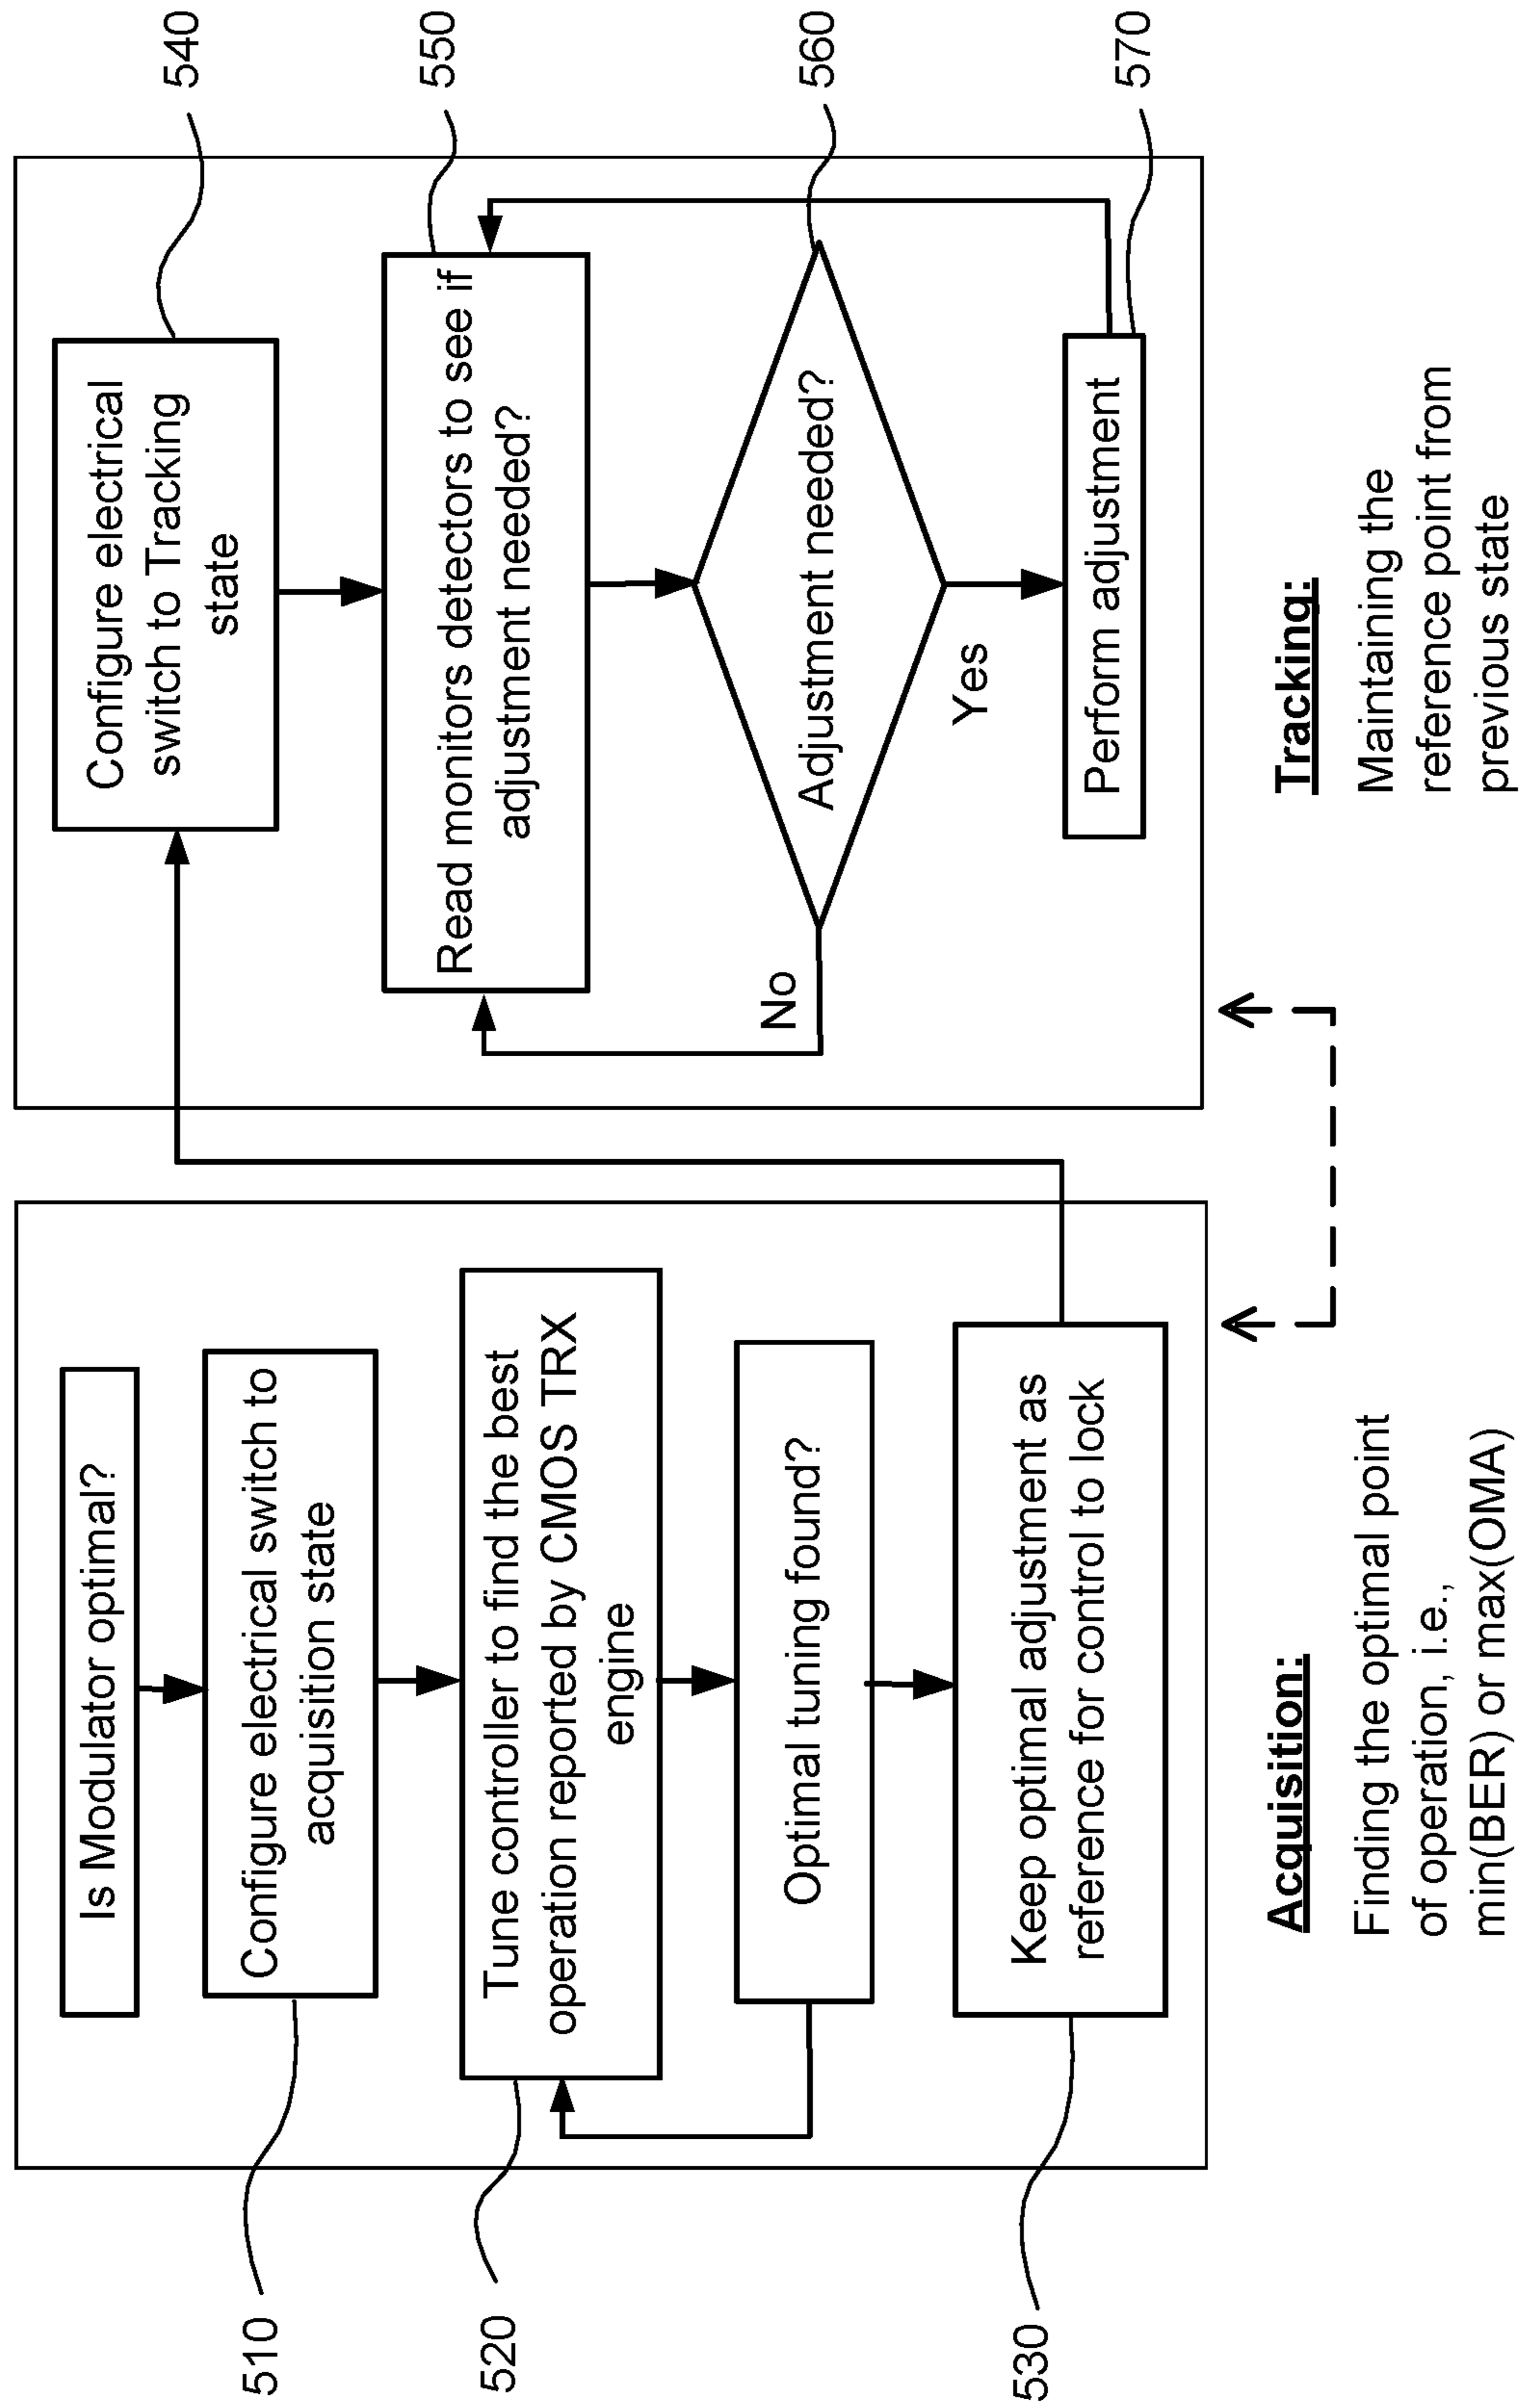 Is Modulator optimal?
Configure electrical switch to
acquisition state
510
Tune controller to find the best
operation reported by CMOS TRX
engine
520
Optimal tuning found?
Keep optimal adjustment as
reference for control to lock
530
Acquisition:
Finding the optimal point
of operation, i.e.,
min(BER) or max(OMA)
Configure electrical
switch to Tracking
state
540
Read monitors detectors to see if
adjustment needed?
550
Adjustment needed?
560
No
Yes
Perform adjustment
570
Tracking:
Maintaining the
reference point from
previous state